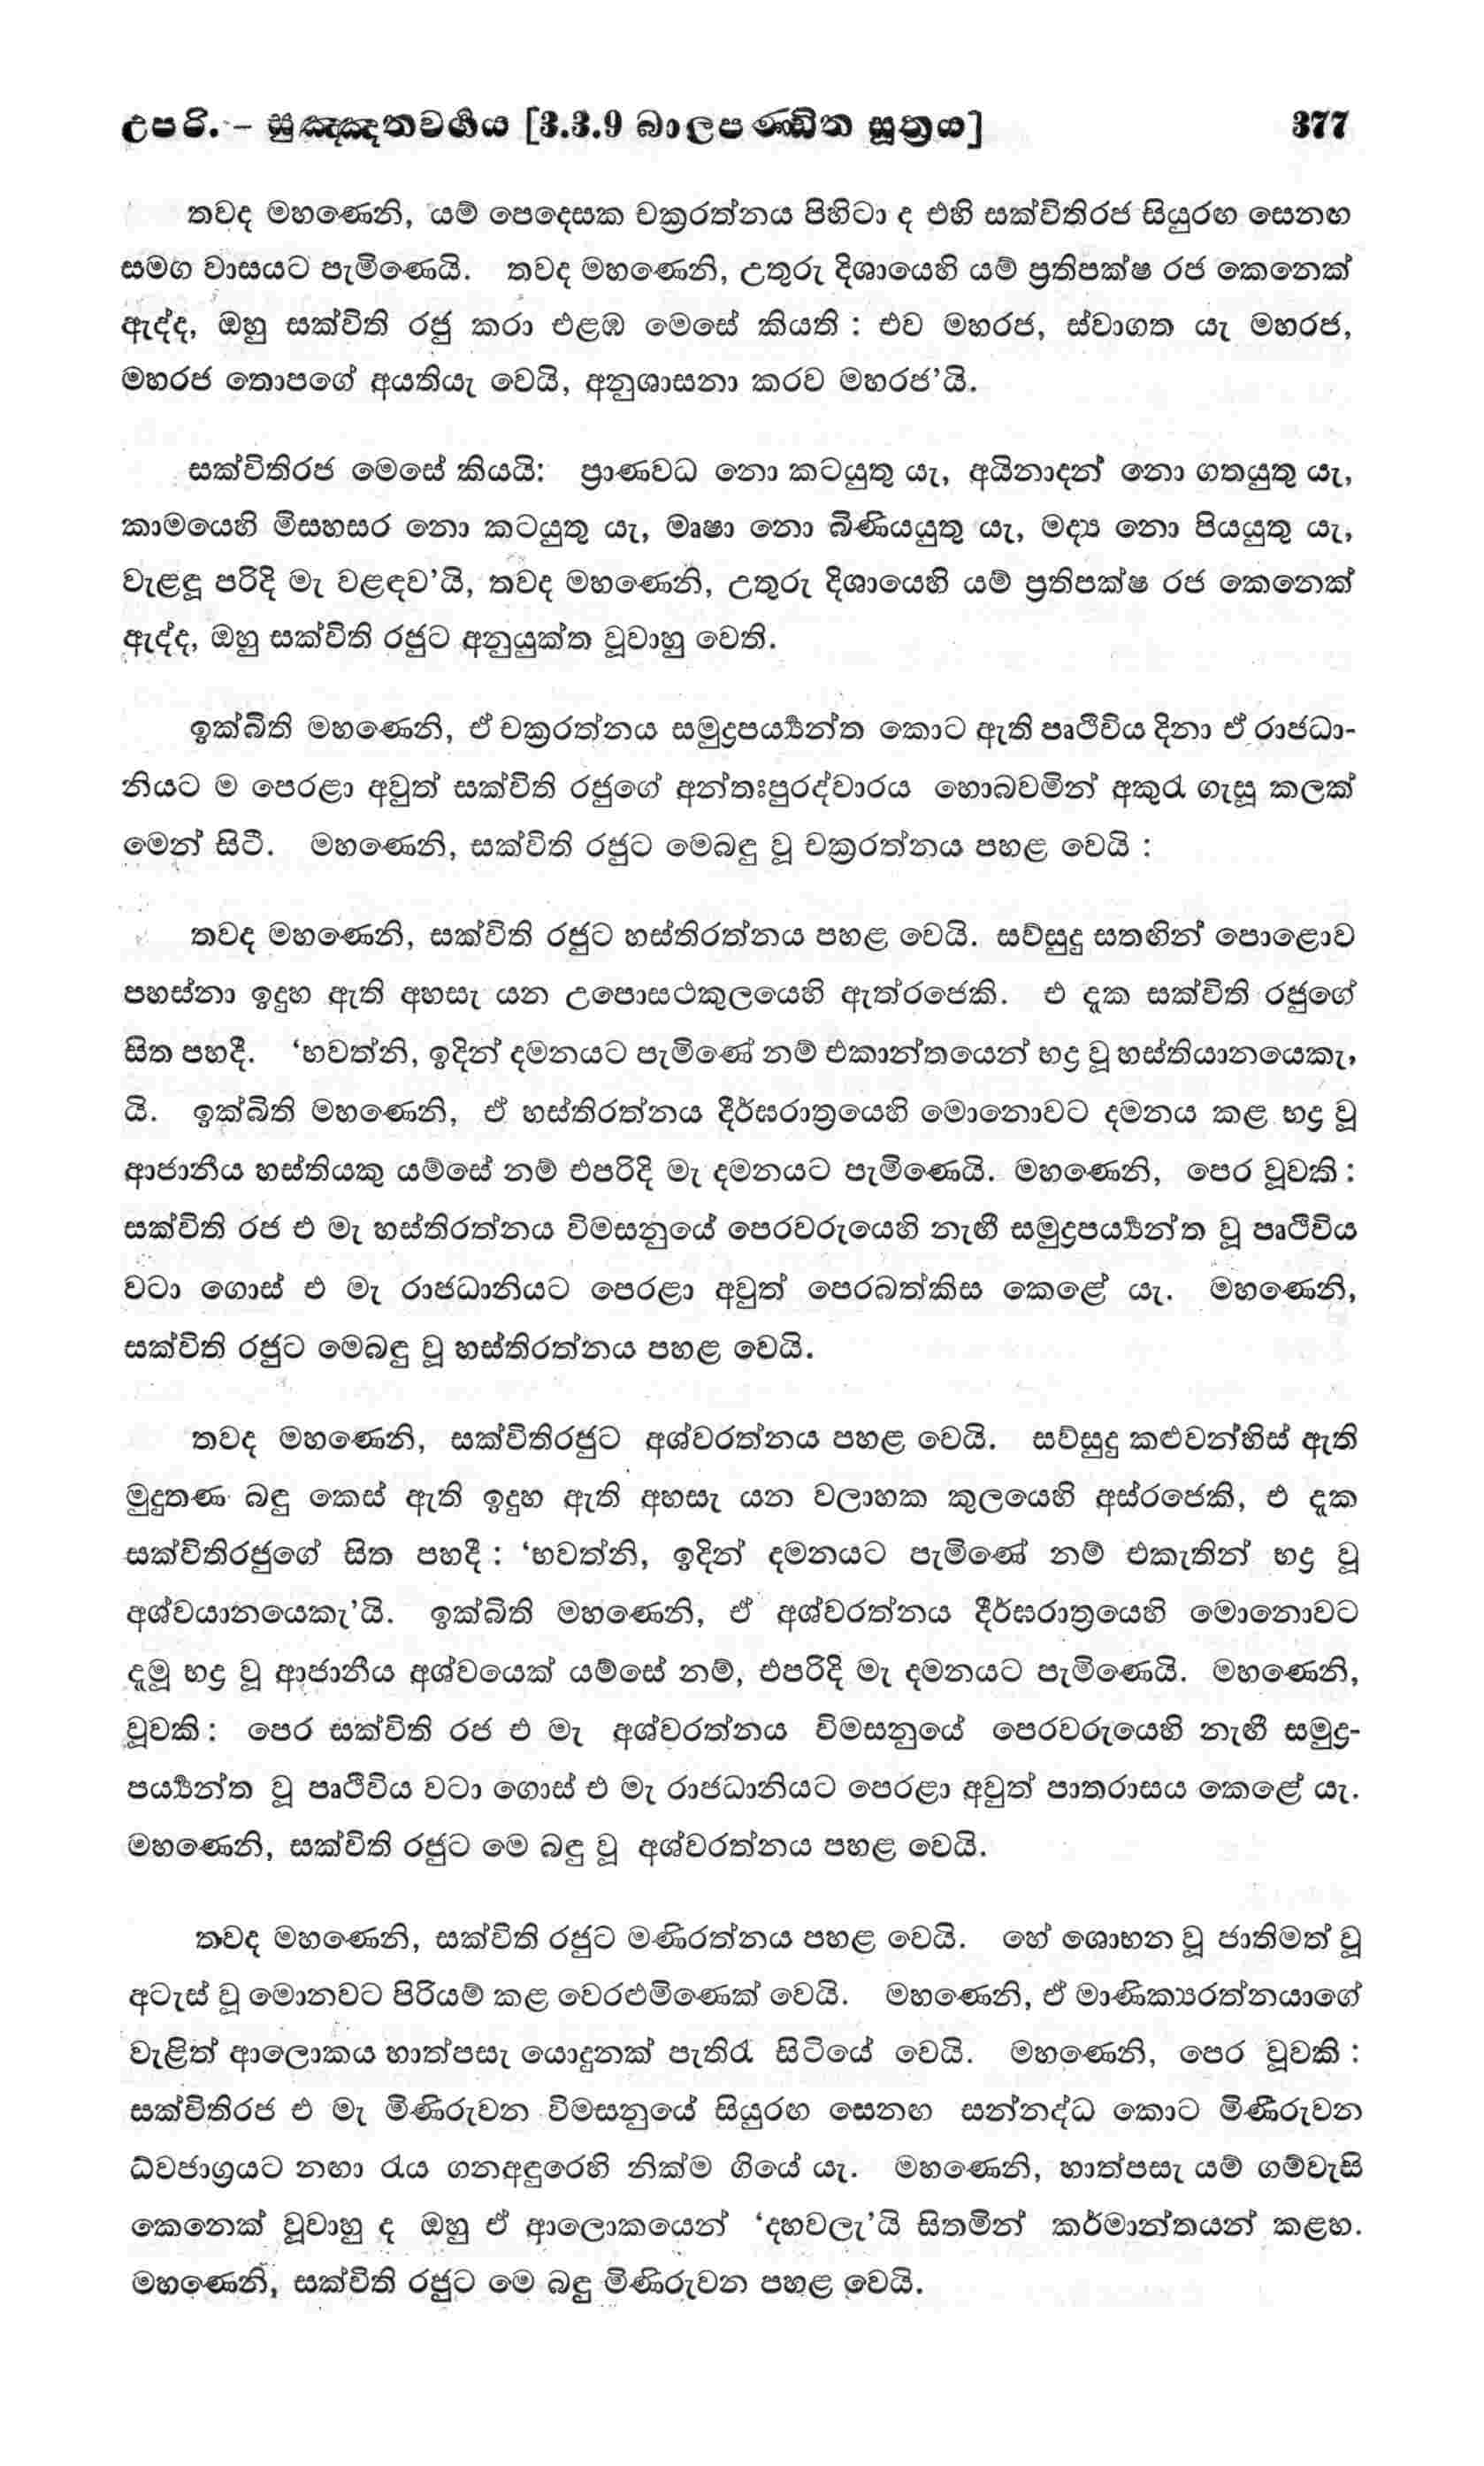 උපරි. – සුඤ්ඤතවර්‍ගය [3.3.9 බාලපණ්ඩිත සූත්‍රය] 377
තවද මහණෙනි, යම් පෙදෙසක චක්‍රරත්නය පිහිටා ද එහි සක්විතිරජ සියුරඟ සෙනඟ
සමග වාසයට පැමිණෙයි. තවද මහණෙනි, උතුරු දිශායෙහි යම් ප්‍රතිපක්ෂ රජ කෙනෙක්
ඇද්ද, ඔහු සක්විති රජු කරා එළඹ මෙසේ කියති : එව මහරජ, ස්වාගත යැ මහරජ,
මහරජ තොපගේ අයතියැ වෙයි, අනුශාසනා කරව මහරජ’යි.
සක්විතිරජ මෙසේ කියයි: ප්‍රාණවධ නො කටයුතු යැ, අයිනාදන් නො ගතයුතු යැ,
කාමයෙහි මිසහසර නො කටයුතු යැ, මෘෂා නො බිණියයුතු යැ, මද්‍ය නො පියයුතු යැ,
වැළඳූ පරිදි මැ වළඳව’යි, තවද මහණෙනි, උතුරු දිශායෙහි යම් ප්‍රතිපක්ෂ රජ කෙනෙක්
ඇද්ද, ඔහු සක්විති රජුට අනුයුක්ත වූවාහු වෙති.
ඉක්බිති මහණෙනි, ඒ චක්‍රරත්නය සමුද්‍රපර්‍ය්‍යන්ත කොට ඇති පෘථිවිය දිනා ඒ රාජධා-
නියට ම පෙරළා අවුත් සක්විති රජුගේ අන්තඃපුරද්වාරය හොබවමින් අකුරැ ගැසූ කලක්
මෙන් සිටී. මහණෙනි, සක්විති රජුට මෙබඳු වූ චක්‍රරත්නය පහළ වෙයි :
තවද මහණෙනි, සක්විති රජුට හස්තිරත්නය පහළ වෙයි. සව්සුදු සතඟින් පොළොව
පහස්නා ඉදුහ ඇති අහසැ යන උපොසථකුලයෙහි ඇත්රජෙකි. එ දැක සක්විති රජුගේ
සිත පහදී. ‘භවත්නි, ඉදින් දමනයට පැමිණේ නම් එකාන්තයෙන් භද්‍ර වූ හස්තියානයෙකැ,
යි. ඉක්බිති මහණෙනි, ඒ හස්තිරත්නය දීර්ඝරාත්‍රයෙහි මොනොවට දමනය කළ භද්‍ර වූ
ආජානීය හස්තියකු යම්සේ නම් එපරිදි මැ දමනයට පැමිණෙයි. මහණෙනි, පෙර වූවකි :
සක්විති රජ එ මැ හස්තිරත්නය විමසනුයේ පෙරවරුයෙහි නැඟී සමුද්‍රපර්‍ය්‍යන්ත වූ පෘථිවිය
වටා ගොස් එ මැ රාජධානියට පෙරළා අවුත් පෙරබත්කිස කෙළේ යැ. මහණෙනි,
සක්විති රජුට මෙබඳු වූ හස්තිරත්නය පහළ වෙයි.
තවද මහණෙනි, සක්විතිරජුට අශ්වරත්නය පහළ වෙයි. සව්සුදු කළුවන්හිස් ඇති
මුදුතණ බඳු කෙස් ඇති ඉදුහ ඇති අහසැ යන වලාහක කුලයෙහි අස්රජෙකි, එ දැක
සක්විතිරජුගේ සිත පහදී : ‘භවත්නි, ඉදින් දමනයට පැමිණේ නම් එකැතින් භද්‍ර වූ
අශ්වයානයෙකැ’යි. ඉක්බිති මහණෙනි, ඒ අශ්වරත්නය දීර්ඝරාත්‍රයෙහි මොනොවට
දැමූ භද්‍ර වූ ආජානීය අශ්වයෙක් යම්සේ නම්, එපරිදි මැ දමනයට පැමිණෙයි. මහණෙනි,
වූවකි : පෙර සක්විති රජ එ මැ අශ්වරත්නය විමසනුයේ පෙරවරුයෙහි නැඟී සමුද්‍ර-
පර්‍ය්‍යන්ත වූ පෘථිවිය වටා ගොස් එ මැ රාජධානියට පෙරළා අවුත් පාතරාසය කෙළේ යැ.
මහණෙනි, සක්විති රජුට මෙ බඳු වූ අශ්වරත්නය පහළ වෙයි.
තවද මහණෙනි, සක්විති රජුට මණිරත්නය පහළ වෙයි. හේ ශොභන වූ ජාතිමත් වූ
අටැස් වූ මොනවට පිරියම් කළ වෙරළුමිණෙක් වෙයි. මහණෙනි, ඒ මාණික්‍යරත්නයාගේ
වැළිත් ආලොකය හාත්පසැ යොදුනක් පැතිරැ සිටියේ වෙයි. මහණෙනි, පෙර වූවකි :
සක්විතිරජ එ මැ මිණිරුවන විමසනුයේ සියුරඟ සෙනඟ සන්නද්ධ කොට මිණිරුවන
ධ්වජාග්‍රයට නඟා රැය ගනඅඳුරෙහි නික්ම ගියේ යැ. මහණෙනි, හාත්පසැ යම් ගම්වැසි
කෙනෙක් වූවාහු ද ඔහු ඒ ආලොකයෙන් ‘දහවලැ’යි සිතමින් කර්මාන්තයන් කළහ.
මහණෙනි, සක්විති රජුට මෙ බඳු මිණිරුවන පහළ වෙයි.